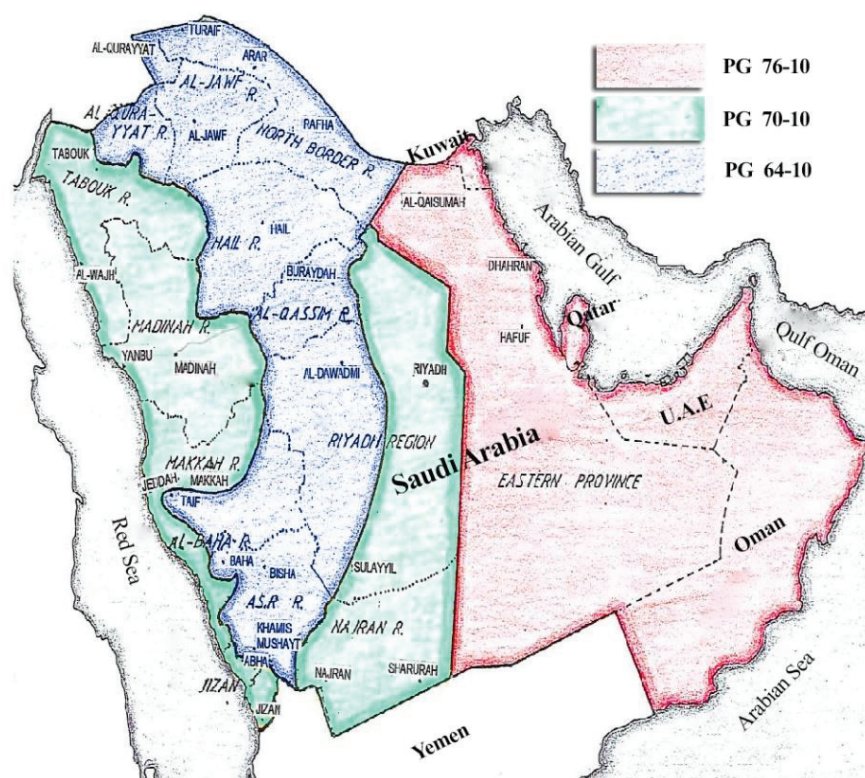 PG 76-10
PG 70-10
PG 64-10
TURAIF
AL-QURAYYAT
ARAR
AL-JAWF R.
AL-QURA-
YYAT R.
AL-JAWF
RAFHA
NORTH BORDER R.
Kuwait
TABOUK
TABOUK R.
AL-QAISUMAH
HAIL
HAIL R.
Arabian Gulf
DHAHRAN
BURAYDAH
AL-WAJH
Qatar
Qulf Oman
AL-QASSIM R.
MADINAH R.
HAFUF
YANBU
MADINAH
AL-DAWADMI
RIYADH
U.A.E
RIYADH REGION
Saudi Arabia
MAKKAH R.
JEDDAH
MAKKAH
EASTERN PROVINCE
TAIF
Red Sea
Oman
AL-BAHA R.
BAHA
BISHA
SULAYYIL
ASR R.
NAJRAN R.
KHAMIS
MUSHAYT
ABHA
NAJRAN
SHARURAH
JIZAN
JIZAN
Arabian Sea
Yemen